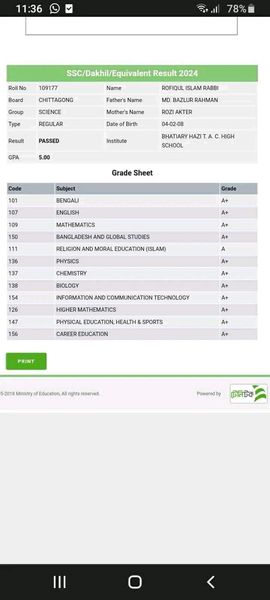 11:36
78%
SSC/Dakhil/Equivalent Result 2024
Roll No 109177 Name ROFIQUL ISLAM RABBI
Board CHITTAGONG Father's Name MD. BAZLUR RAHMAN
Group SCIENCE Mother's Name ROZI AKTER
Type REGULAR Date of Birth 04-02-08
Result PASSED Institute BHATIARY HAZI T. A. C. HIGH
SCHOOL
GPA 5.00
Grade Sheet
Code Subject Grade
101 BENGALI A+
107 ENGLISH A+
109 MATHEMATICS A+
150 BANGLADESH AND GLOBAL STUDIES A+
111 RELIGION AND MORAL EDUCATION (ISLAM) A
136 PHYSICS A+
137 CHEMISTRY A+
138 BIOLOGY A+
154 INFORMATION AND COMMUNICATION TECHNOLOGY A+
126 HIGHER MATHEMATICS A+
147 PHYSICAL EDUCATION, HEALTH & SPORTS A+
156 CAREER EDUCATION A+
PRINT
5-2018 Ministry of Education, All rights reserved. Powered by টেলিটক